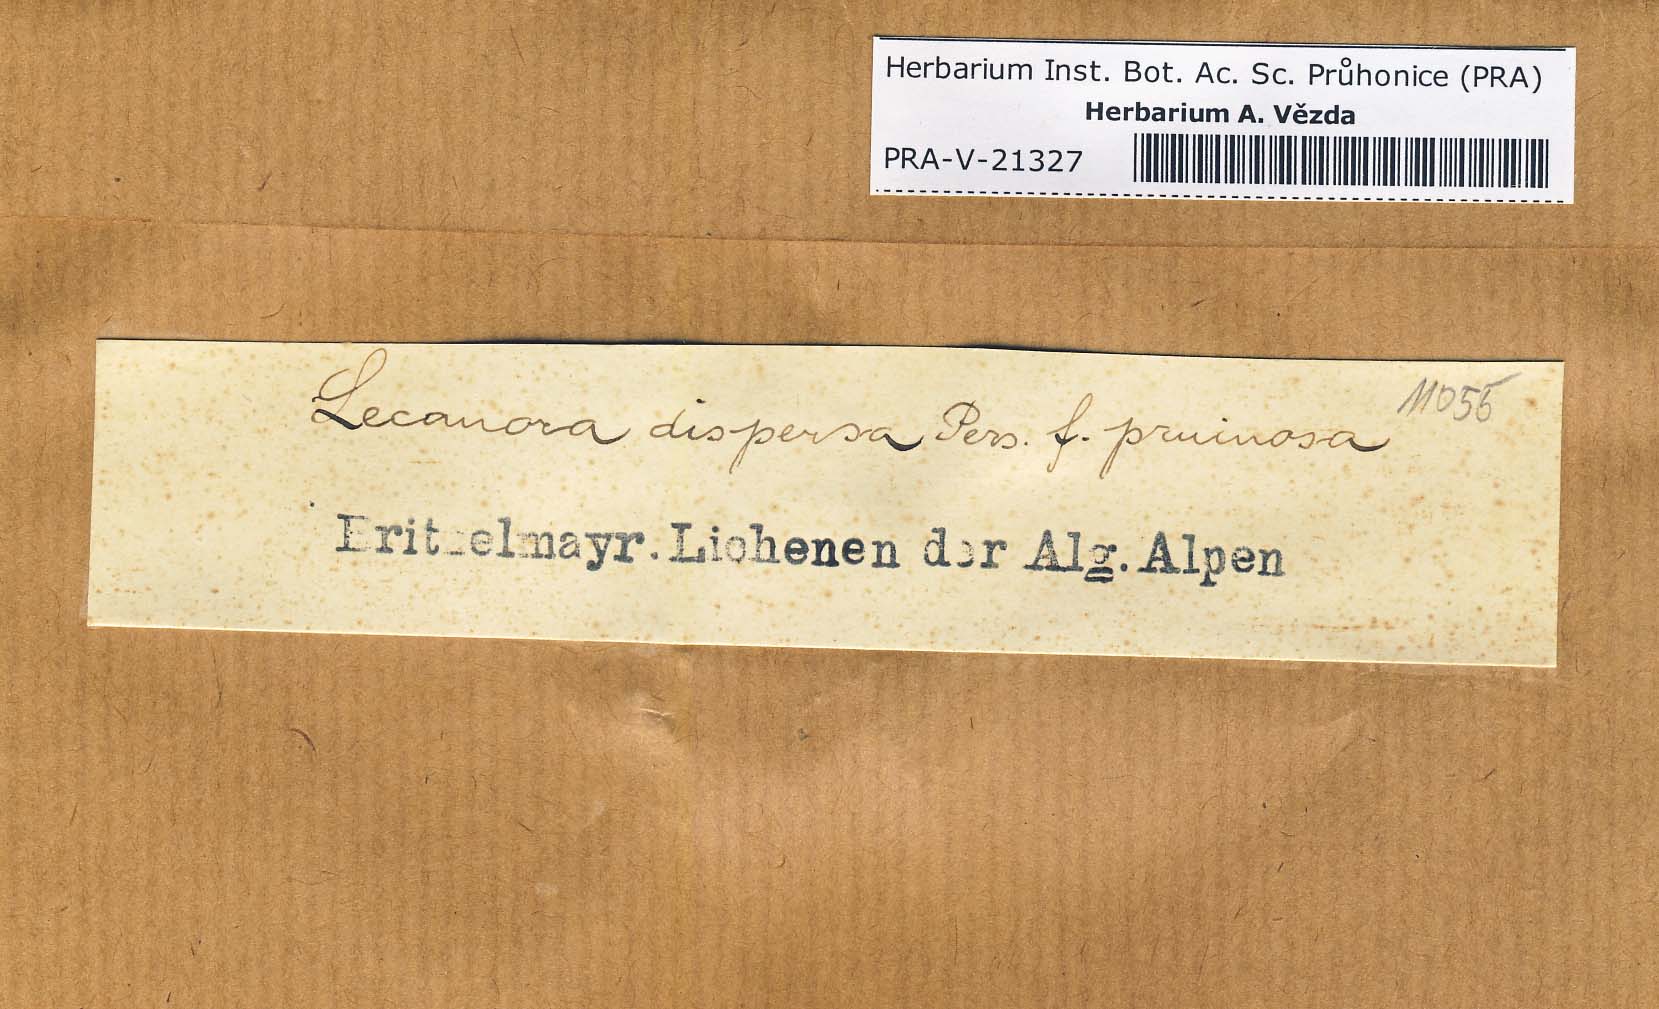 Herbarium Inst. Bot. Ac. Sc. Průhonice (PRA)
Herbarium A. Vězda
PRA-V-21327
11055
Lecanora dispersa Pers. f. pruinosa
Britzelmayr. Lichenen der Alg. Alpen